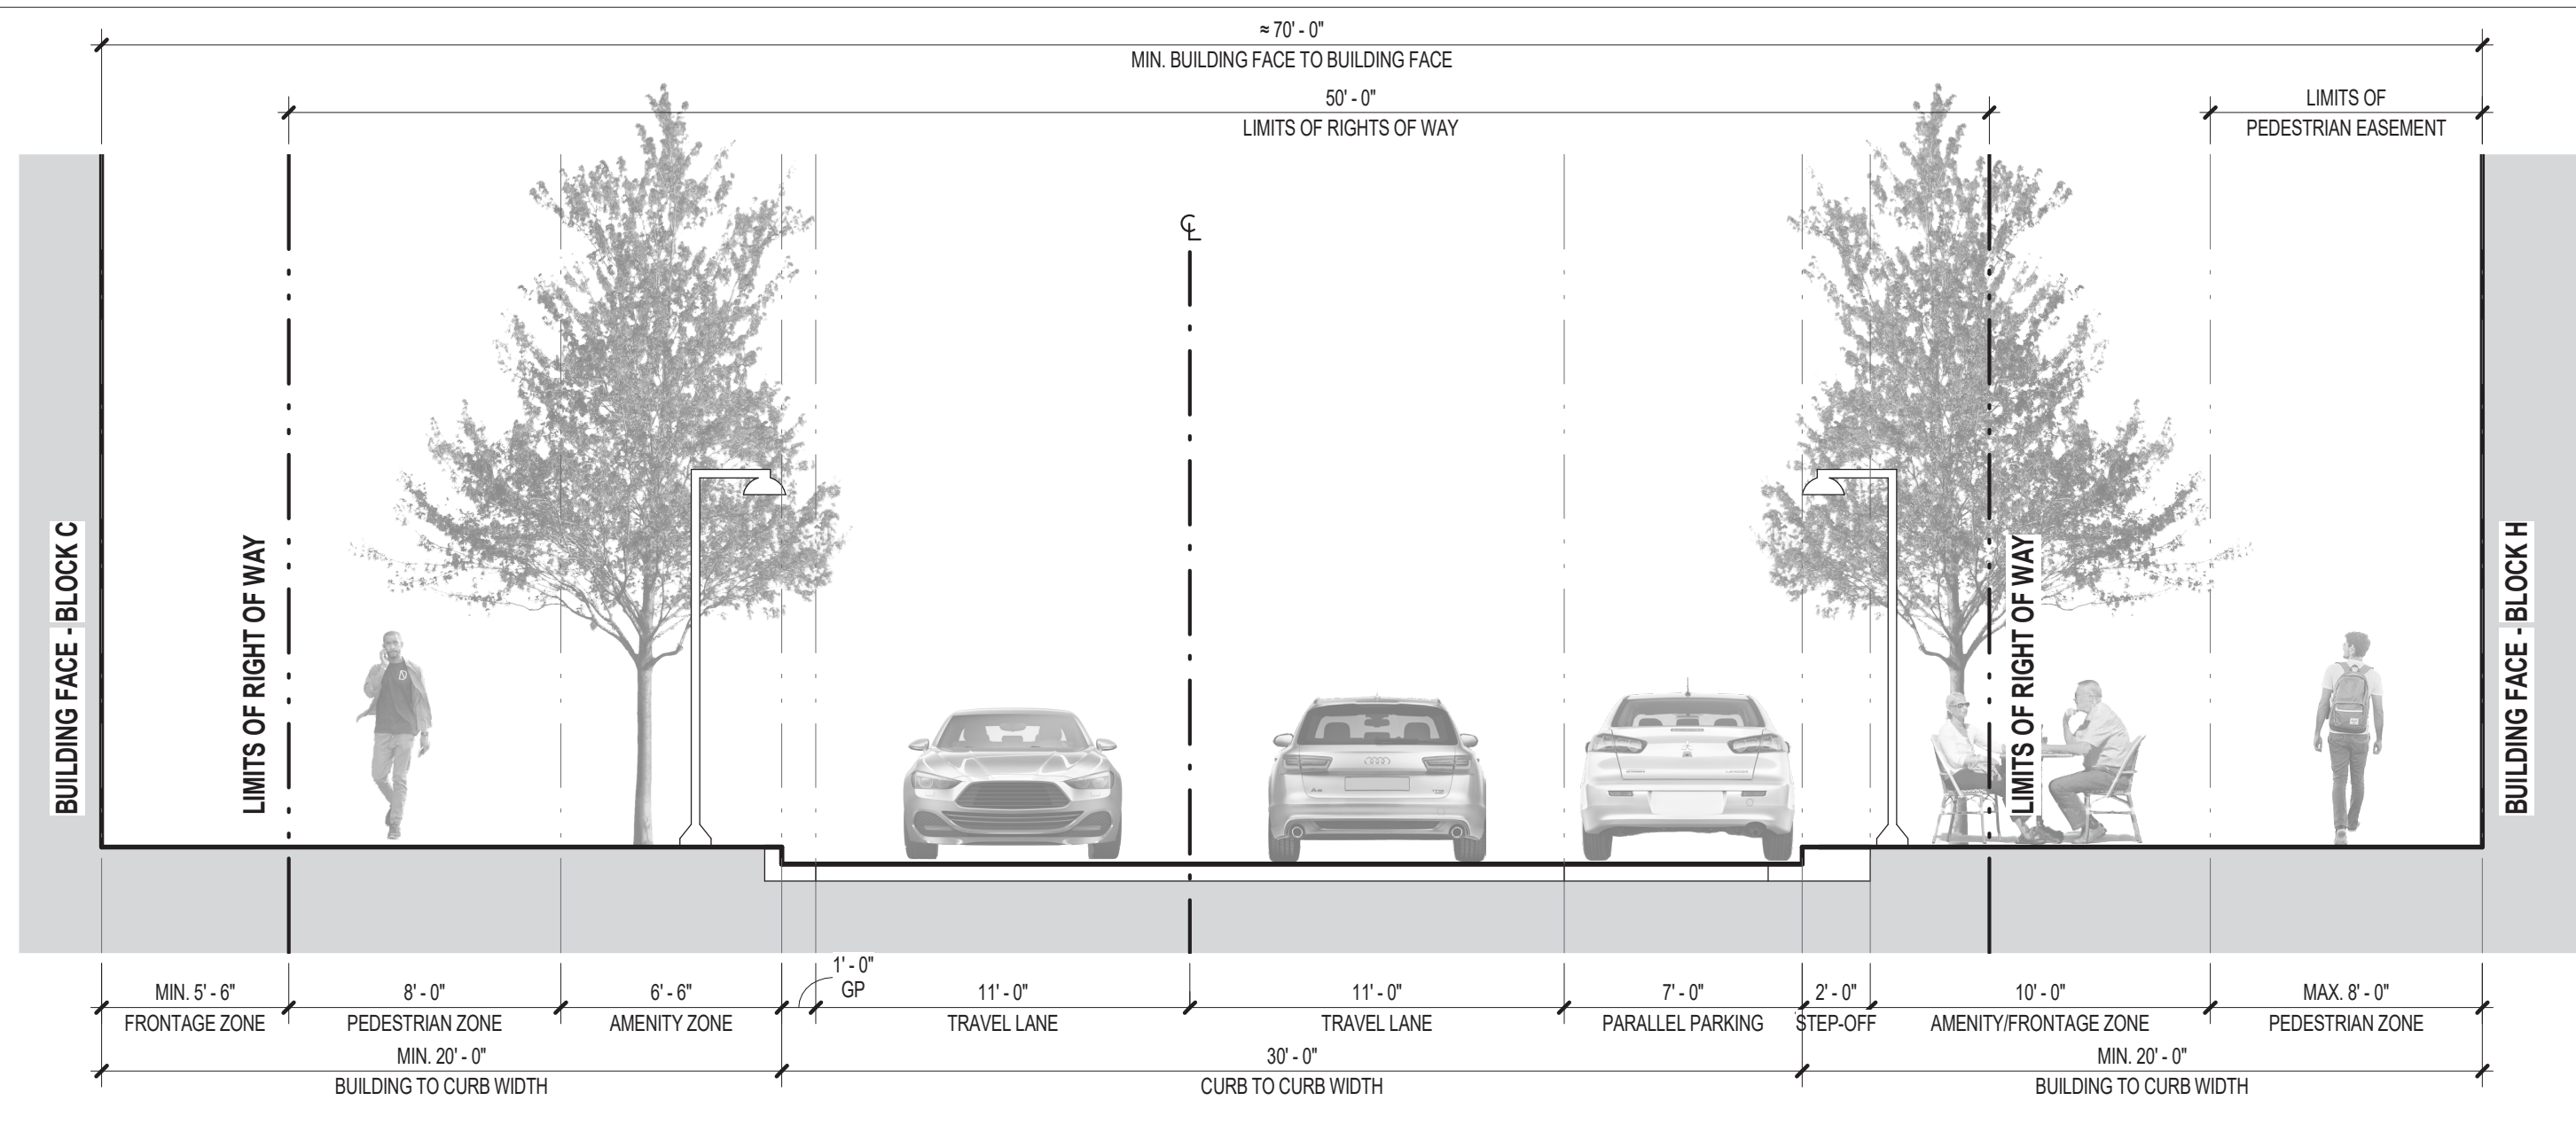 ≈ 70' - 0"
MIN. BUILDING FACE TO BUILDING FACE
50' - 0"
LIMITS OF RIGHTS OF WAY
LIMITS OF
PEDESTRIAN EASEMENT
℄
BUILDING FACE - BLOCK C
LIMITS OF RIGHT OF WAY
LIMITS OF RIGHT OF WAY
BUILDING FACE - BLOCK H
MIN. 5' - 6"
FRONTAGE ZONE
8' - 0"
PEDESTRIAN ZONE
6' - 6"
AMENITY ZONE
1' - 0"
GP
11' - 0"
TRAVEL LANE
11' - 0"
TRAVEL LANE
7' - 0"
PARALLEL PARKING
2' - 0"
STEP-OFF
10' - 0"
AMENITY/FRONTAGE ZONE
MAX. 8' - 0"
PEDESTRIAN ZONE
MIN. 20' - 0"
BUILDING TO CURB WIDTH
30' - 0"
CURB TO CURB WIDTH
MIN. 20' - 0"
BUILDING TO CURB WIDTH